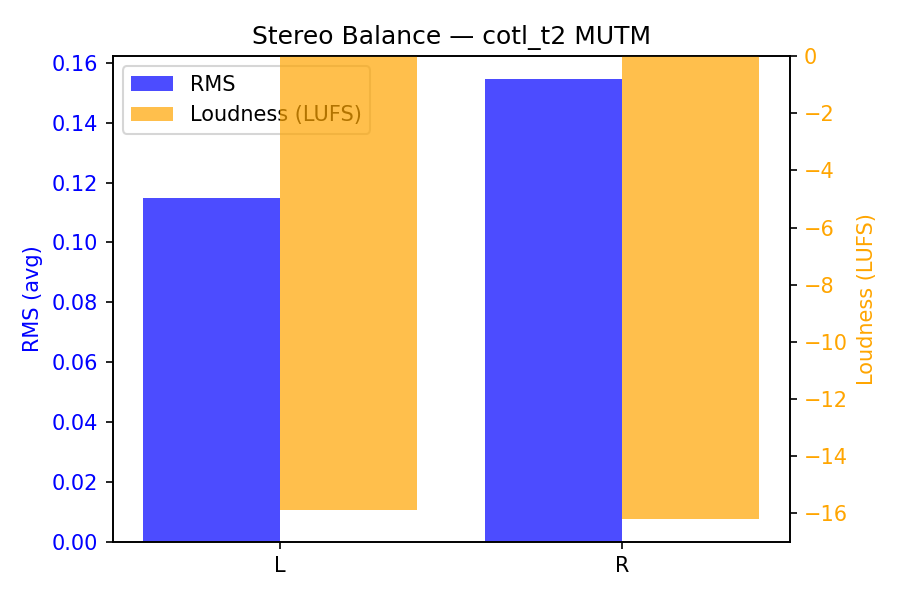 Stereo Balance — cotl_t2 MUTM
RMS
Loudness (LUFS)
RMS (avg)
0.16
0.14
0.12
0.10
0.08
0.06
0.04
0.02
0.00
L
R
0
−2
−4
−6
−8
−10
−12
−14
−16
Loudness (LUFS)